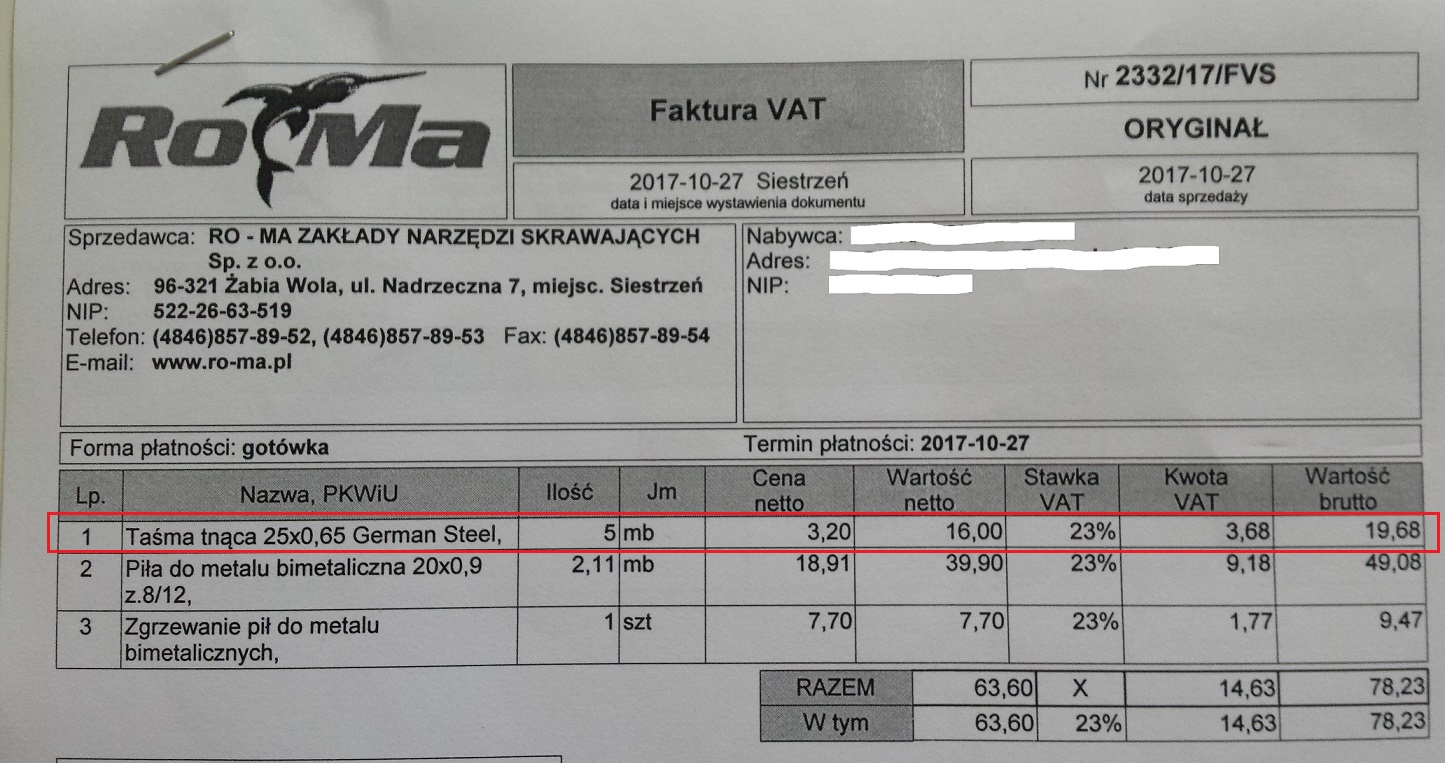 RoMa
Faktura VAT
Nr 2332/17/FVS
ORYGINAŁ
2017-10-27 Siestrzeń
data i miejsce wystawienia dokumentu
2017-10-27
data sprzedaży
Sprzedawca: RO - MA ZAKŁADY NARZĘDZI SKRAWAJĄCYCH
Sp. z o.o.
Adres: 96-321 Żabia Wola, ul. Nadrzeczna 7, miejsc. Siestrzeń
NIP: 522-26-63-519
Telefon: (4846)857-89-52, (4846)857-89-53 Fax: (4846)857-89-54
E-mail: www.ro-ma.pl
Nabywca:
Adres:
NIP:
Forma płatności: gotówka
Termin płatności: 2017-10-27
Lp. Nazwa, PKWiU Ilość Jm Cena netto Wartość netto Stawka VAT Kwota VAT Wartość brutto
1 Taśma tnąca 25x0,65 German Steel, 5 mb 3,20 16,00 23% 3,68 19,68
2 Piła do metalu bimetaliczna 20x0,9 2,11 mb 18,91 39,90 23% 9,18 49,08
z.8/12,
3 Zgrzewanie pił do metalu 1 szt 7,70 7,70 23% 1,77 9,47
bimetalicznych,
RAZEM 63,60 X 14,63 78,23
W tym 63,60 23% 14,63 78,23